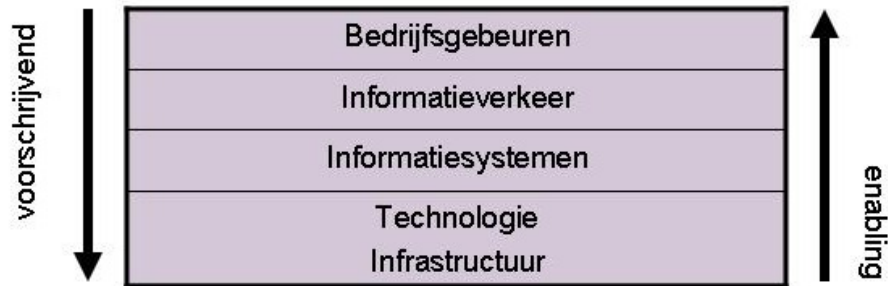 voorschrijvend
Bedrijfsgebeuren
Informatieverkeer
Informatiesystemen
Technologie
Infrastructuur
enabling